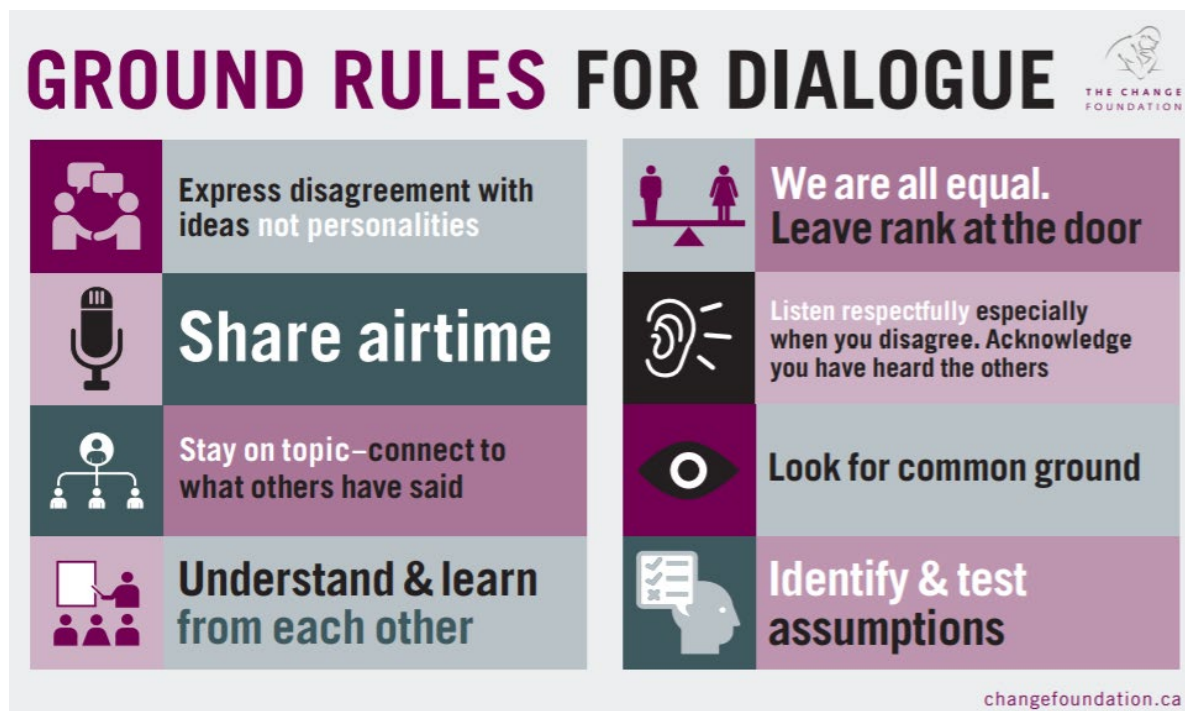 GROUND RULES FOR DIALOGUE
THE CHANGE
FOUNDATION
Express disagreement with
ideas not personalities
Share airtime
Stay on topic–connect to
what others have said
Understand & learn
from each other
We are all equal.
Leave rank at the door
Listen respectfully especially
when you disagree. Acknowledge
you have heard the others
Look for common ground
Identify & test
assumptions
changefoundation.ca